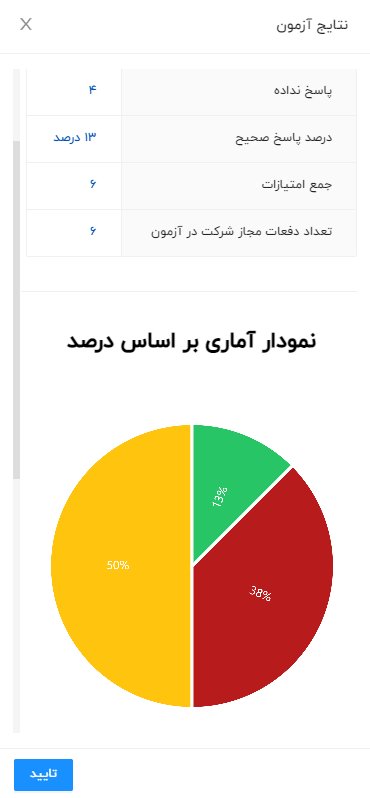 نتایج آزمون X
پاسخ نداده ۴
درصد پاسخ صحیح ۱۳ درصد
جمع امتیازات ۶
تعداد دفعات مجاز شرکت در آزمون ۶
نمودار آماری بر اساس درصد
13%
50%
38%
تایید